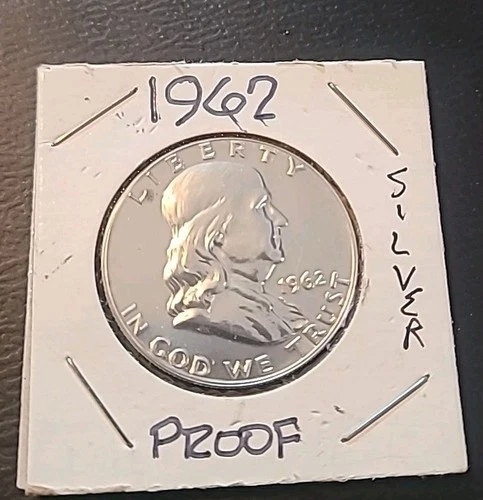 1962
LIBERTY
1962
IN GOD WE TRUST
SILVER
PROOF